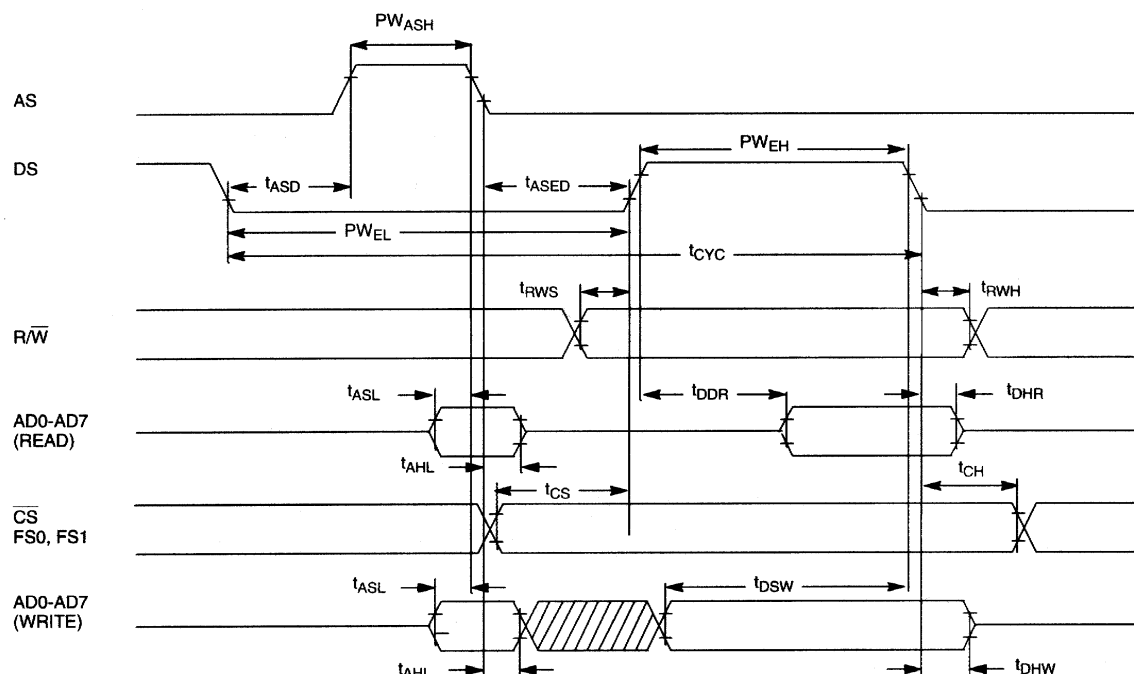 PWASH
AS
PWEH
DS
tASD
tASED
PWEL
tCYC
tRWS
tRWH
R/W̅
tASL
tDDR
tDHR
AD0-AD7
(READ)
tAHL
tCH
tCS
C̅S̅
FS0, FS1
tASL
tDSW
AD0-AD7
(WRITE)
tAHL
tDHW